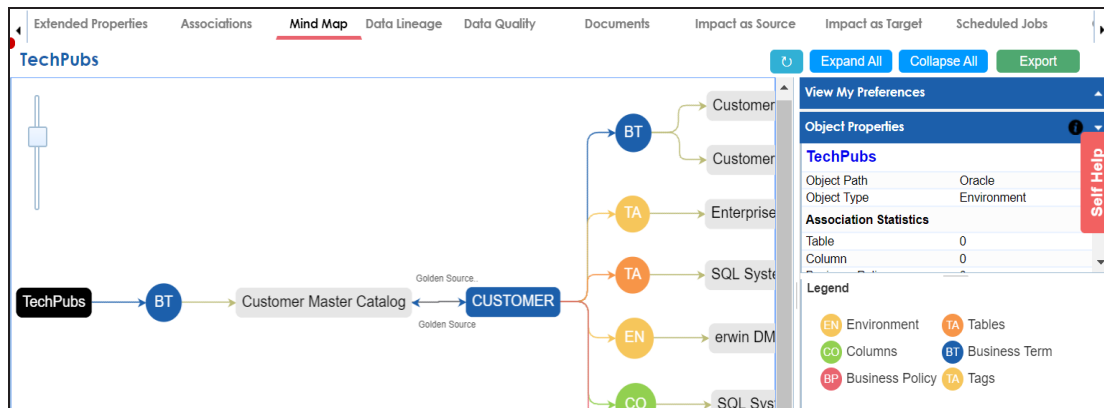 Extended Properties Associations Mind Map Data Lineage Data Quality Documents Impact as Source Impact as Target Scheduled Jobs
TechPubs
Expand All Collapse All Export
View My Preferences
Object Properties
i
TechPubs
Object Path Oracle
Object Type Environment
Association Statistics
Table 0
Column 0
Self Help
BT
Customer
Customer
TA
Enterprise
TA
SQL Syste
TechPubs
BT
Customer Master Catalog
Golden Source..
Golden Source
CUSTOMER
EN
erwin DM
CO
SQL Syst
Legend
EN Environment TA Tables
CO Columns BT Business Term
BP Business Policy TA Tags